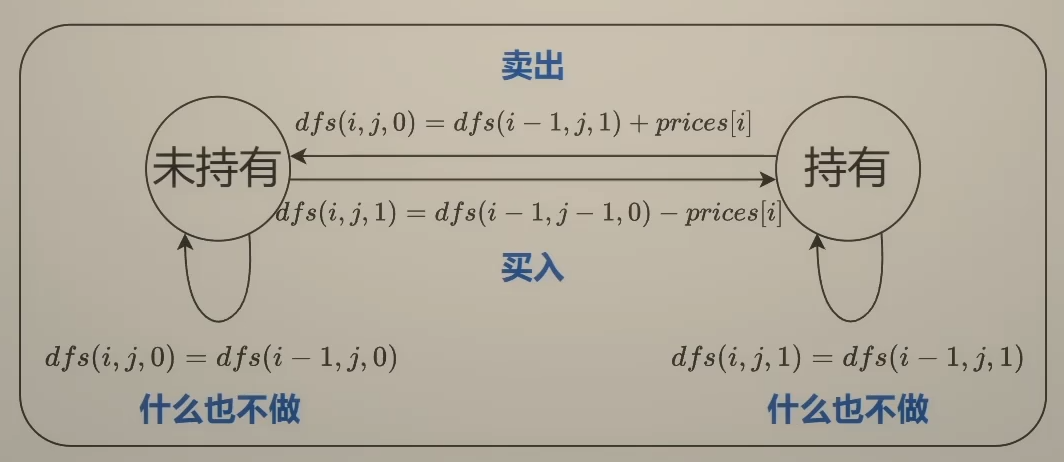 卖出
dfs(i, j, 0) = dfs(i − 1, j, 1) + prices[i]
未持有
持有
dfs(i, j, 1) = dfs(i − 1, j − 1, 0) − prices[i]
买入
dfs(i, j, 0) = dfs(i − 1, j, 0)
什么也不做
dfs(i, j, 1) = dfs(i − 1, j, 1)
什么也不做